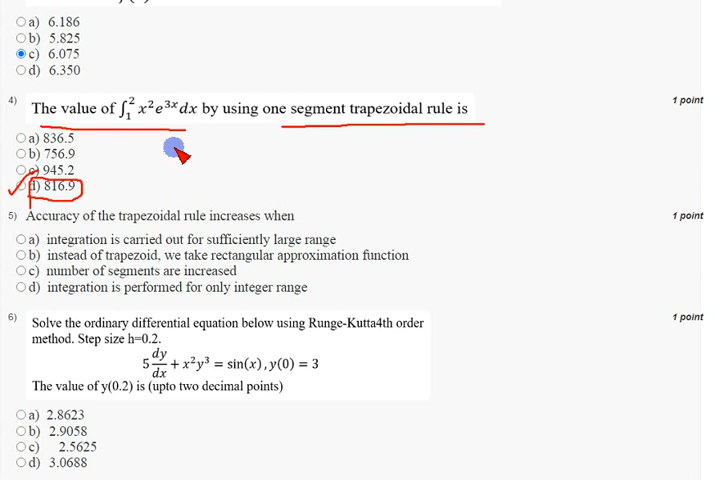 a) 6.186
b) 5.825
c) 6.075
d) 6.350
4) The value of ∫₁² x²e³ˣdx by using one segment trapezoidal rule is 1 point
a) 836.5
b) 756.9
c) 945.2
d) 816.9
5) Accuracy of the trapezoidal rule increases when 1 point
a) integration is carried out for sufficiently large range
b) instead of trapezoid, we take rectangular approximation function
c) number of segments are increased
d) integration is performed for only integer range
6) Solve the ordinary differential equation below using Runge-Kutta4th order 1 point
method. Step size h=0.2.
5 dy/dx + x²y³ = sin(x), y(0) = 3
The value of y(0.2) is (upto two decimal points)
a) 2.8623
b) 2.9058
c) 2.5625
d) 3.0688